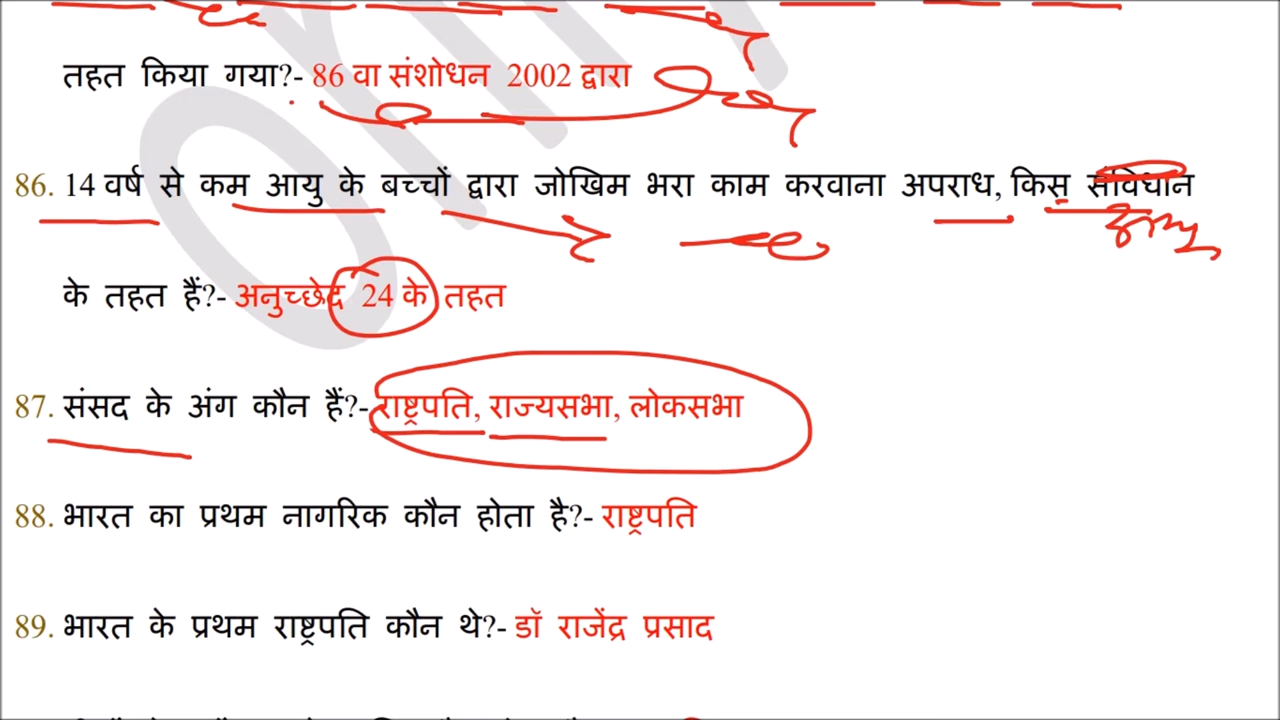 तहत किया गया?- 86 वा संशोधन 2002 द्वारा
86. 14 वर्ष से कम आयु के बच्चों द्वारा जोखिम भरा काम करवाना अपराध, किस संविधान
के तहत हैं?- अनुच्छेद 24 के तहत
87. संसद के अंग कौन हैं?- राष्ट्रपति, राज्यसभा, लोकसभा
88. भारत का प्रथम नागरिक कौन होता है?- राष्ट्रपति
89. भारत के प्रथम राष्ट्रपति कौन थे?- डॉ राजेंद्र प्रसाद